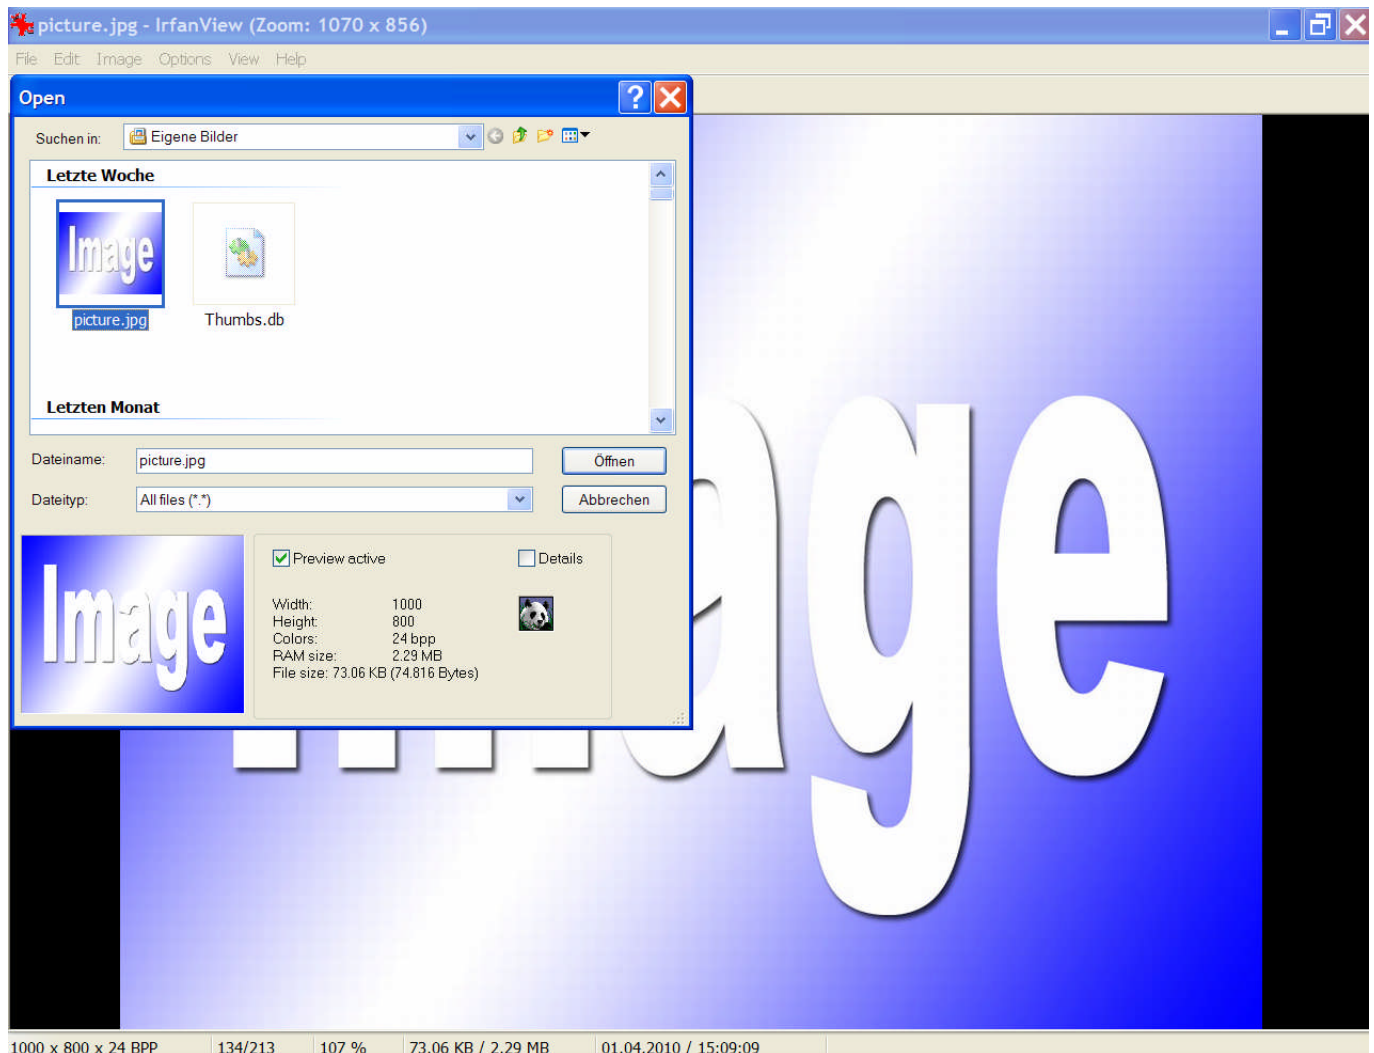 picture.jpg - IrfanView (Zoom: 1070 x 856)
File Edit Image Options View Help
Open
Suchen in: Eigene Bilder
Letzte Woche
Image
picture.jpg Thumbs.db
Letzten Monat
Dateiname: picture.jpg Öffnen
Dateityp: All files (*.*) Abbrechen
Image
Preview active Details
Width: 1000
Height: 800
Colors: 24 bpp
RAM size: 2.29 MB
File size: 73.06 KB (74.816 Bytes)
Image
1000 x 800 x 24 BPP 134/213 107 % 73.06 KB / 2.29 MB 01.04.2010 / 15:09:09